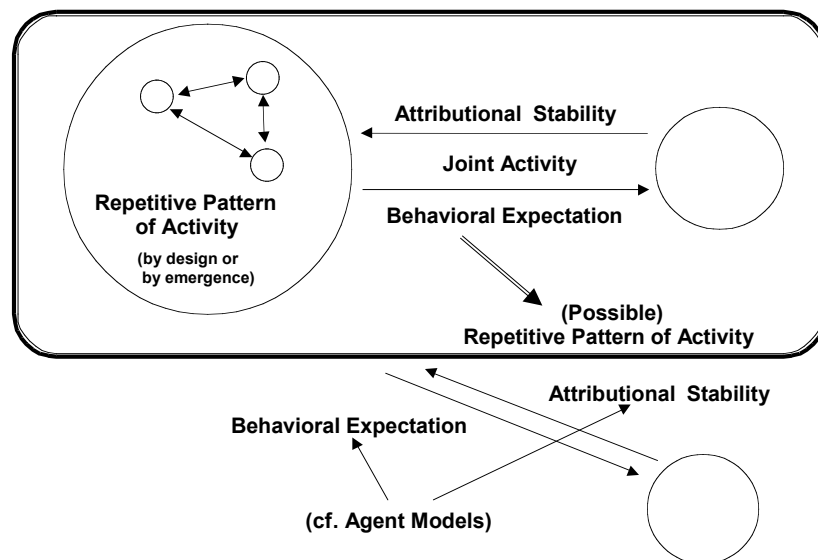 Attributional Stability
Joint Activity
Behavioral Expectation
Repetitive Pattern
of Activity
(by design or
by emergence)
(Possible)
Repetitive Pattern of Activity
Attributional Stability
Behavioral Expectation
(cf. Agent Models)